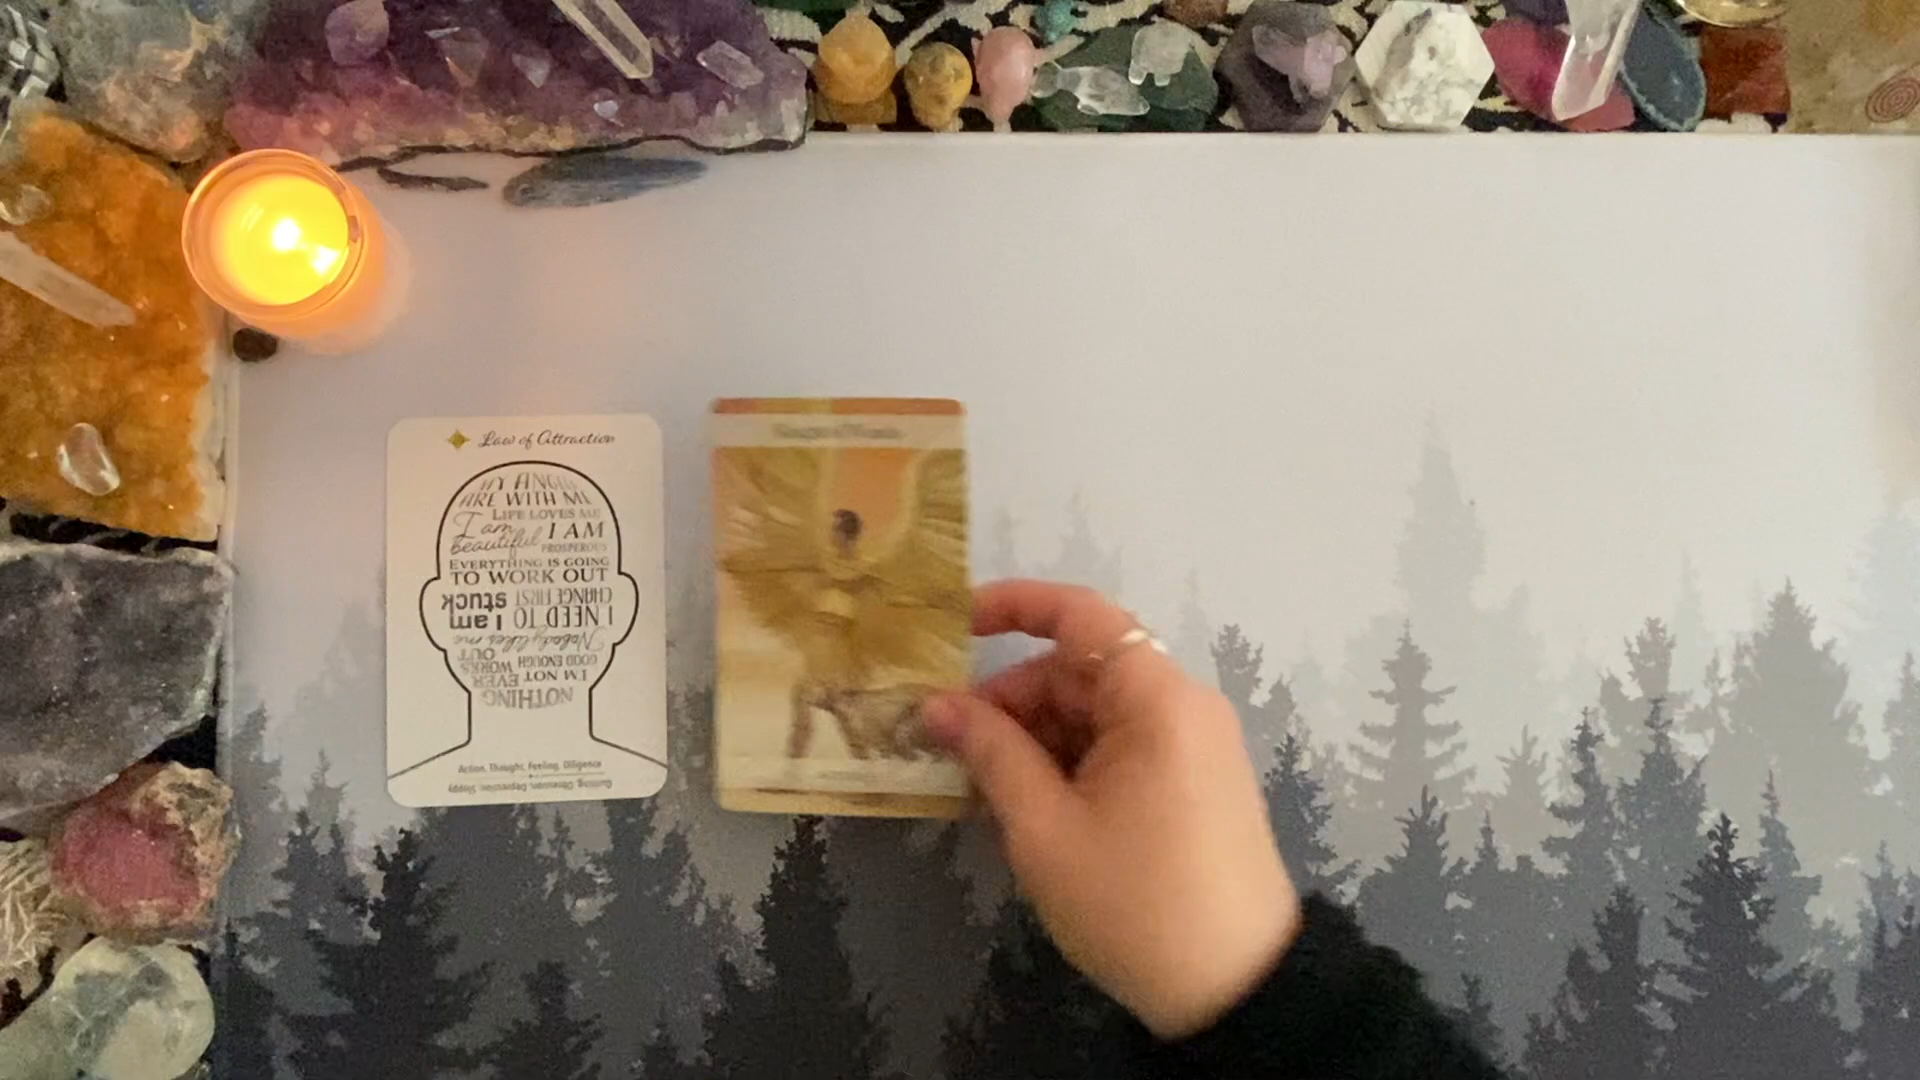 Law of Attraction
MY ANGELS
ARE WITH ME
LIFE LOVES ME
I am
beautiful
I AM
PROSPEROUS
EVERYTHING IS GOING
TO WORK OUT
I NEED TO
CHANGE FIRST
I am
stuck
Nobody likes me
I'M NOT
GOOD ENOUGH
NOTHING
EVER
WORKS
OUT
Action, Thought, Feeling, Diligence
Quitting, Obsession, Depression, Sloppy